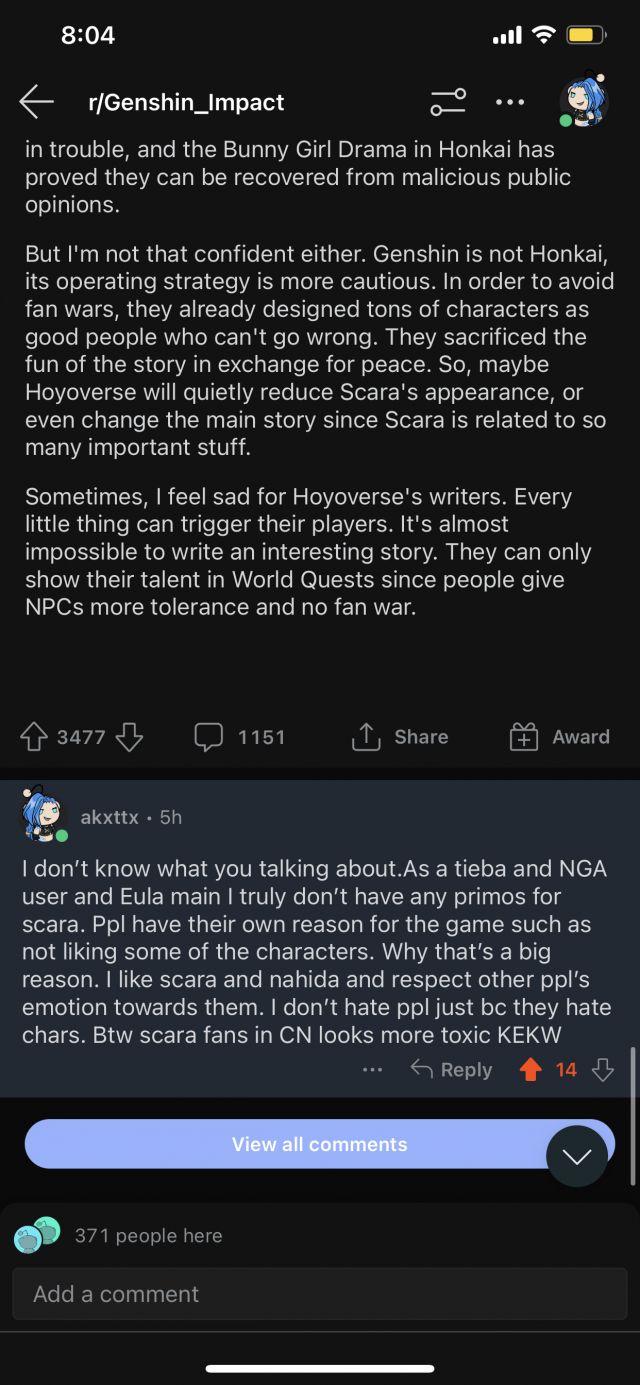 8:04
r/Genshin_Impact
in trouble, and the Bunny Girl Drama in Honkai has
proved they can be recovered from malicious public
opinions.
But I'm not that confident either. Genshin is not Honkai,
its operating strategy is more cautious. In order to avoid
fan wars, they already designed tons of characters as
good people who can't go wrong. They sacrificed the
fun of the story in exchange for peace. So, maybe
Hoyoverse will quietly reduce Scara's appearance, or
even change the main story since Scara is related to so
many important stuff.
Sometimes, I feel sad for Hoyoverse's writers. Every
little thing can trigger their players. It's almost
impossible to write an interesting story. They can only
show their talent in World Quests since people give
NPCs more tolerance and no fan war.
3477 1151 Share Award
akxttx • 5h
I don’t know what you talking about.As a tieba and NGA
user and Eula main I truly don’t have any primos for
scara. Ppl have their own reason for the game such as
not liking some of the characters. Why that’s a big
reason. I like scara and nahida and respect other ppl’s
emotion towards them. I don’t hate ppl just bc they hate
chars. Btw scara fans in CN looks more toxic KEKW
Reply 14
View all comments
371 people here
Add a comment